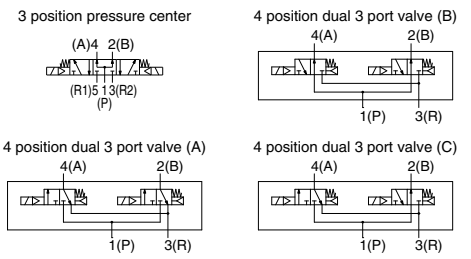 3 position pressure center
(A)4 2(B)
(R1)5 1 3(R2)
(P)
4 position dual 3 port valve (B)
4(A) 2(B)
1(P) 3(R)
4 position dual 3 port valve (A)
4(A) 2(B)
1(P) 3(R)
4 position dual 3 port valve (C)
4(A) 2(B)
1(P) 3(R)